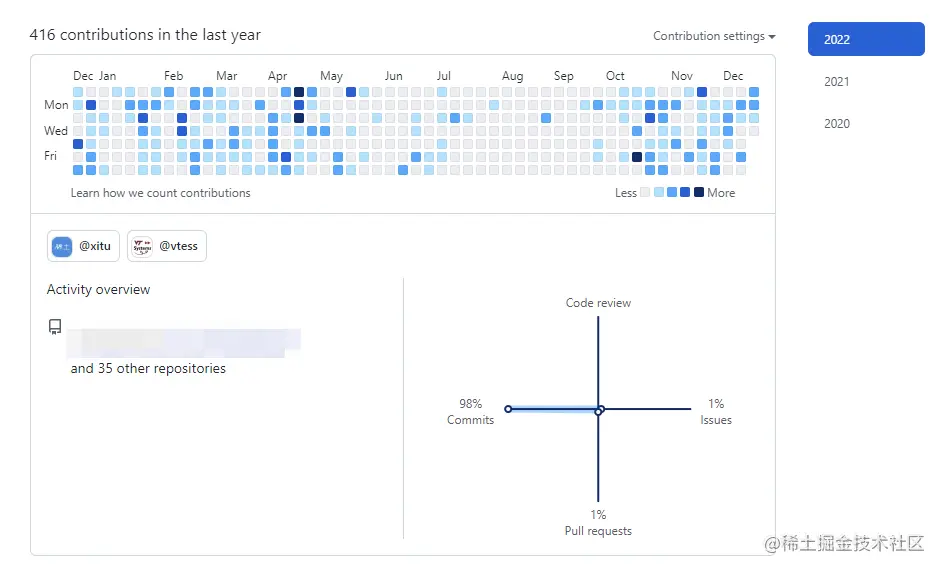 416 contributions in the last year
Contribution settings
2022
2021
2020
Dec Jan Feb Mar Apr May Jun Jul Aug Sep Oct Nov Dec
Mon
Wed
Fri
Learn how we count contributions
Less More
@xitu @vtess
Activity overview
and 35 other repositories
Code review
98%
Commits
1%
Issues
1%
Pull requests
@稀土掘金技术社区